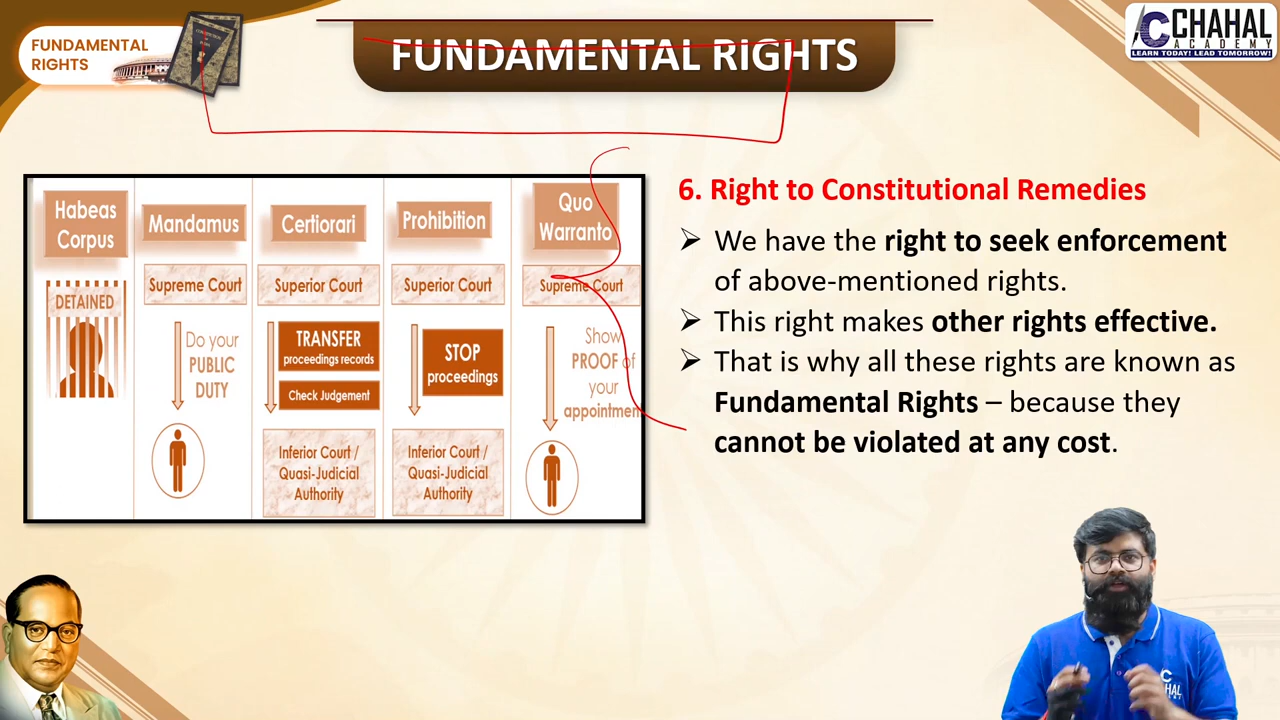 FUNDAMENTAL
RIGHTS
FUNDAMENTAL RIGHTS
CHAHAL
ACADEMY
LEARN TODAY! LEAD TOMORROW!
Habeas
Corpus
DETAINED
Mandamus
Supreme Court
Do your
PUBLIC
DUTY
Certiorari
Superior Court
TRANSFER
proceedings records
Check Judgement
Inferior Court /
Quasi-Judicial
Authority
Prohibition
Superior Court
STOP
proceedings
Inferior Court /
Quasi-Judicial
Authority
Quo
Warranto
Supreme Court
Show
PROOF of
your
appointmen
6. Right to Constitutional Remedies
➢ We have the right to seek enforcement
of above-mentioned rights.
➢ This right makes other rights effective.
➢ That is why all these rights are known as
Fundamental Rights – because they
cannot be violated at any cost.